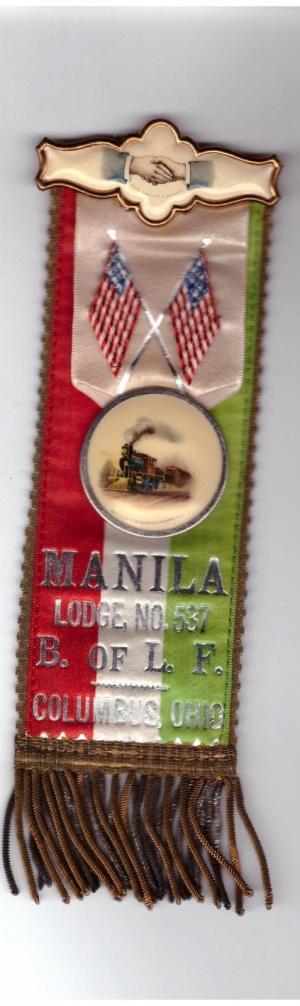 MANILA
LODGE, NO. 537
B. OF L. F.
COLUMBUS, OHIO